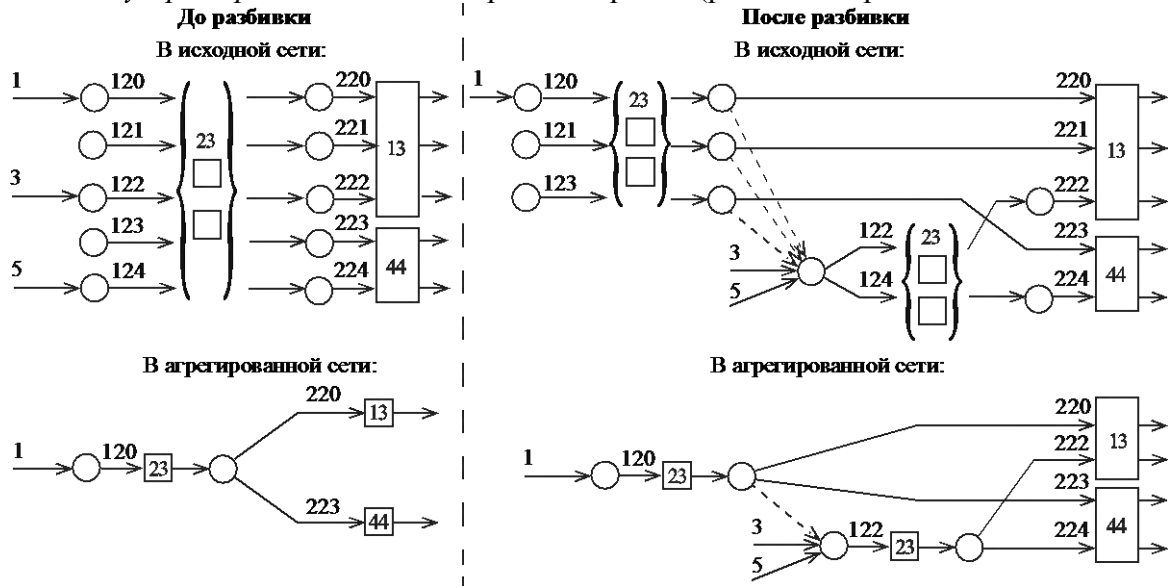 До разбивки
В исходной сети:
1 120 220
121 221
23 13
3 122 222
123 223
5 124 224
44
В агрегированной сети:
220
13
1 120
23
223
44
После разбивки
В исходной сети:
1 120 220
23
121 221
13
123 222
122 223
3 23
124 224
5 44
В агрегированной сети:
220
13
1 120 222
23
223
3 122 224
23 44
5